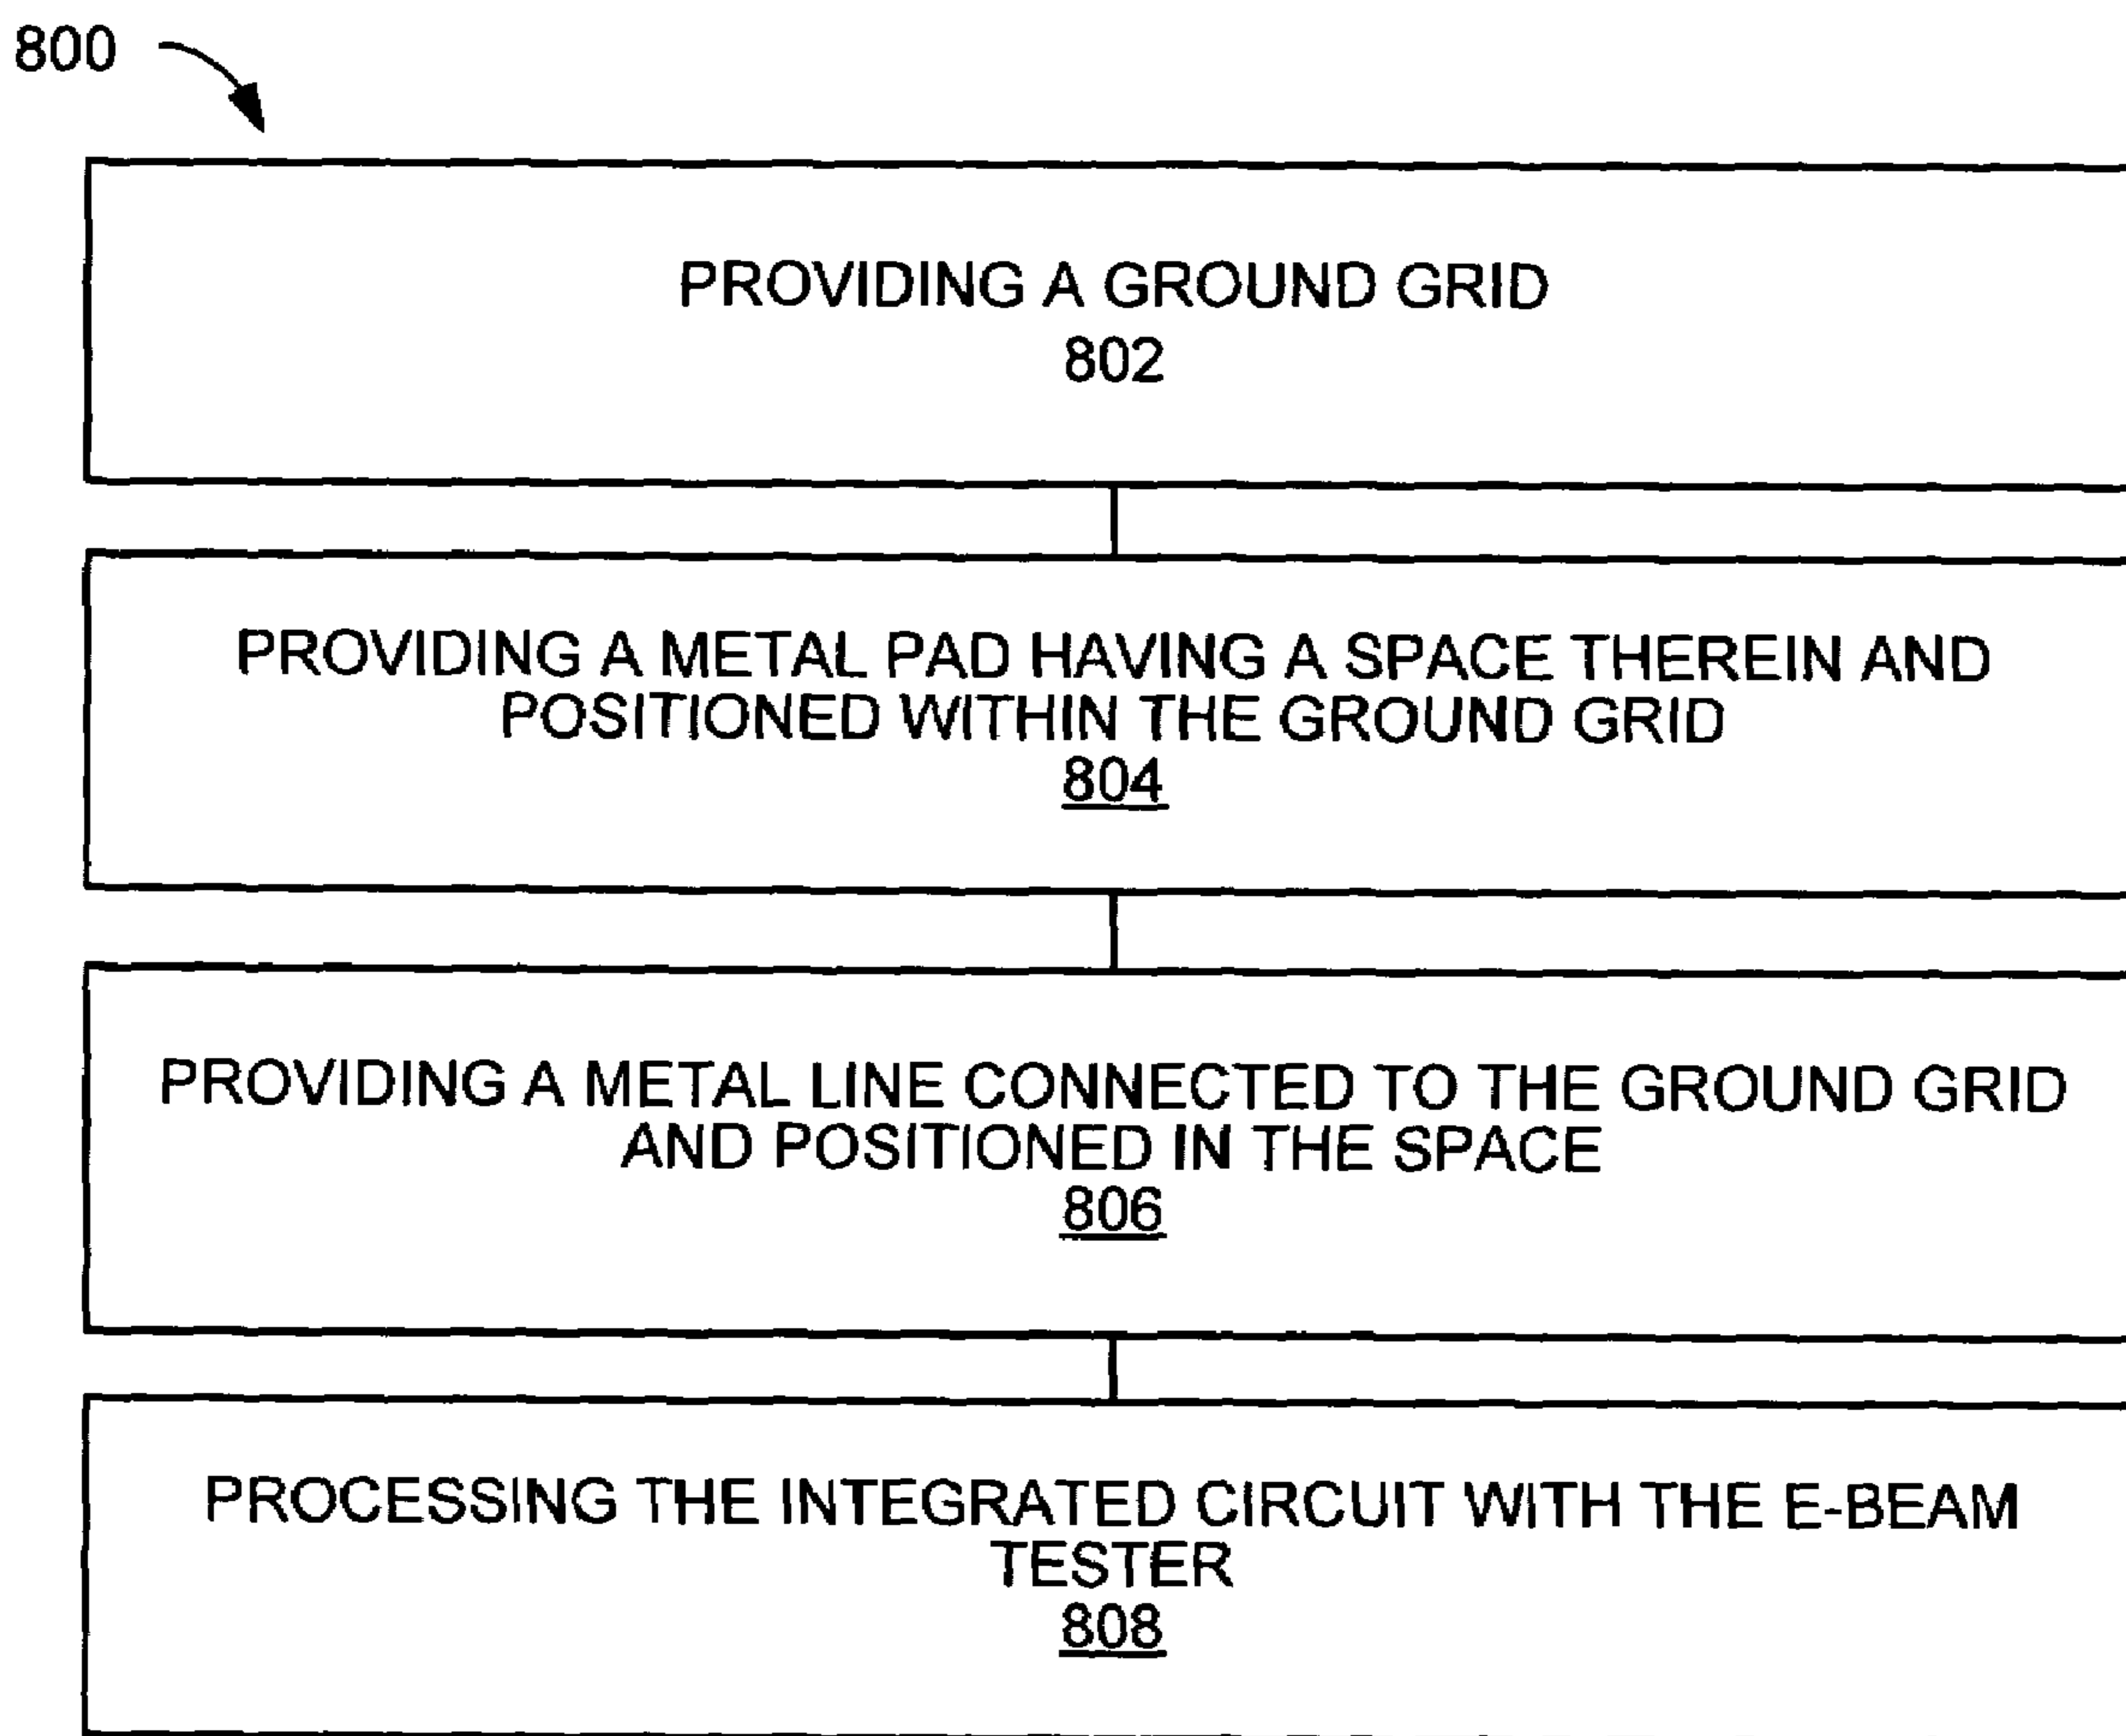 800
PROVIDING A GROUND GRID
802
PROVIDING A METAL PAD HAVING A SPACE THEREIN AND
POSITIONED WITHIN THE GROUND GRID
804
PROVIDING A METAL LINE CONNECTED TO THE GROUND GRID
AND POSITIONED IN THE SPACE
806
PROCESSING THE INTEGRATED CIRCUIT WITH THE E-BEAM
TESTER
808